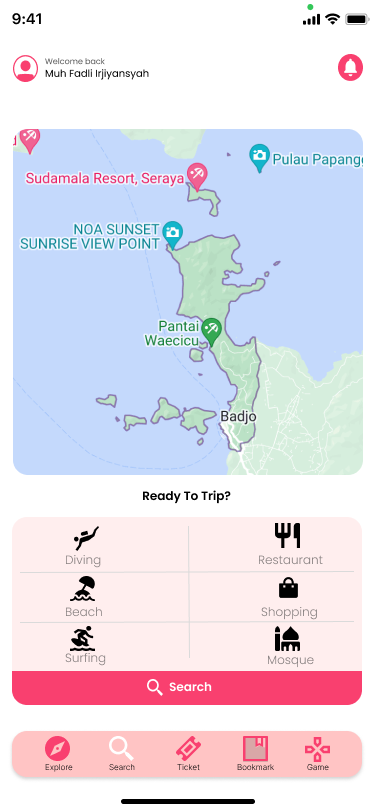 9:41
Welcome back
Muh Fadli Irjiyansyah
Sudamala Resort, Seraya
Pulau Papang
NOA SUNSET
SUNRISE VIEW POINT
Pantai
Waecicu
Badjo
Ready To Trip?
Diving
Restaurant
Beach
Shopping
Surfing
Mosque
Search
Explore
Search
Ticket
Bookmark
Game